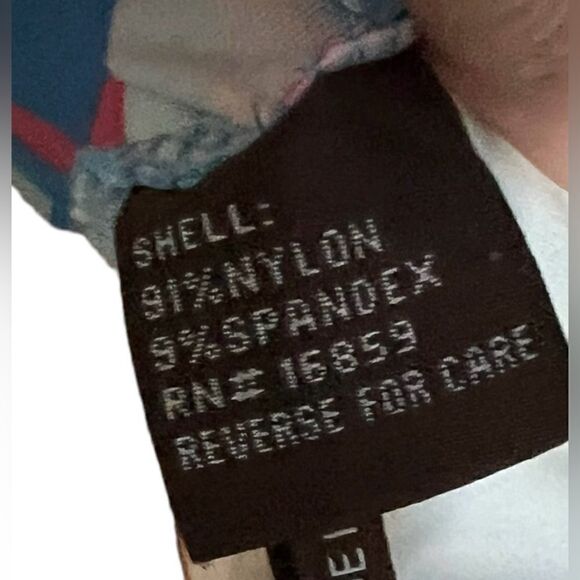 SHELL:
91%NYLON
9%SPANDEX
RN# 16859
REVERSE FOR CARE